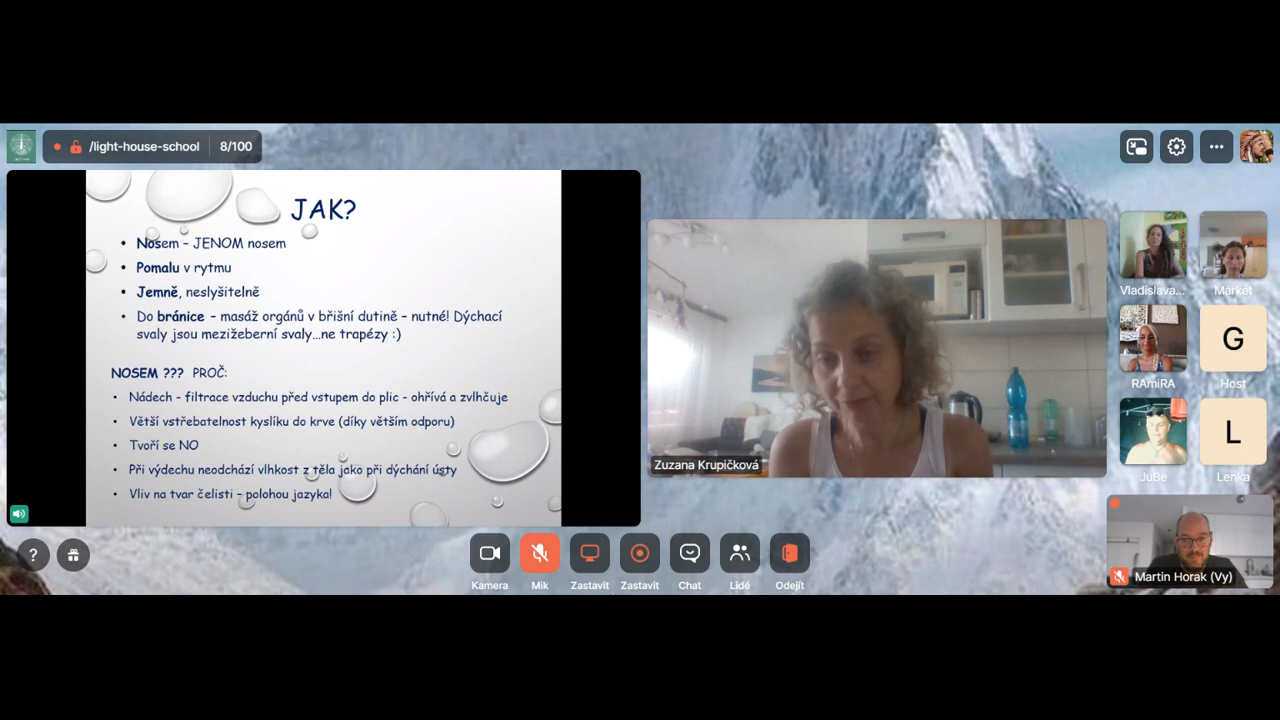 /light-house-school 8/100
JAK?
• Nosem – JENOM nosem
• Pomalu v rytmu
• Jemně, neslyšitelně
• Do bránice – masáž orgánů v břišní dutině – nutné! Dýchací
svaly jsou mezižeberní svaly…ne trapézy :)
NOSEM ??? PROČ:
• Nádech - filtrace vzduchu před vstupem do plic - ohřívá a zvlhčuje
• Větší vstřebatelnost kyslíku do krve (díky větším odporu)
• Tvoří se NO
• Při výdechu neodchází vlhkost z těla jako při dýchání ústy
• Vliv na tvar čelisti – polohou jazyka!
Zuzana Krupičková
Vladislava...
Markét
RAmiRA
G
Host
JuBe
L
Lenka
Martin Horak (Vy)
?
Kamera
Mik
Zastavit
Zastavit
Chat
Lidé
Odejít